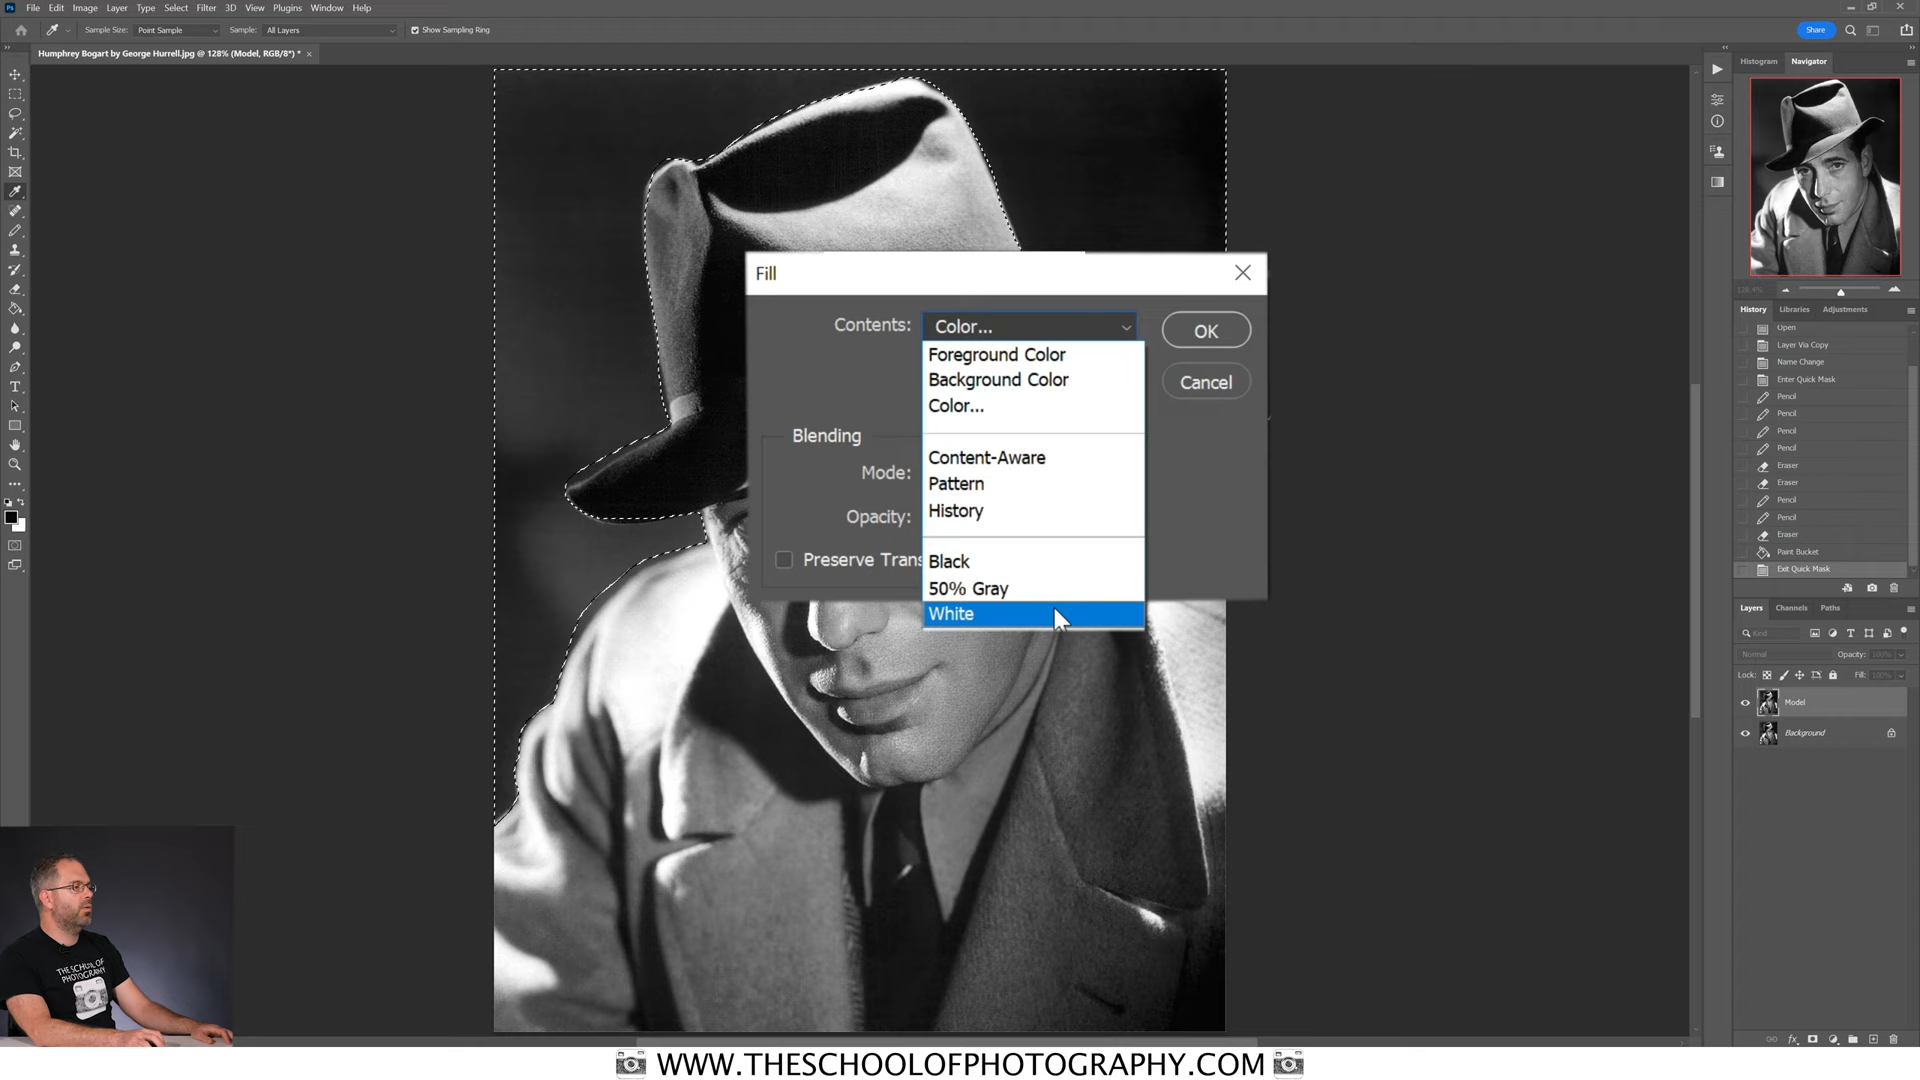 Ps File Edit Image Layer Type Select Filter 3D View Plugins Window Help
Sample Size: Point Sample Sample: All Layers Show Sampling Ring Share
Humphrey Bogart by George Hurrell.jpg @ 128% (Model, RGB/8*) * ×
Histogram Navigator
Fill
Contents: Color... OK
Foreground Color
Background Color
Color...
Cancel
Content-Aware
Pattern
History
Black
50% Gray
White
Blending
Mode:
Opacity:
Preserve Trans
History Libraries Adjustments
Open
Layer Via Copy
Name Change
Enter Quick Mask
Pencil
Pencil
Pencil
Pencil
Eraser
Eraser
Pencil
Pencil
Eraser
Paint Bucket
Exit Quick Mask
Layers Channels Paths
Kind
Normal Opacity: 100%
Lock: Fill: 100%
Model
Background
THE SCHOOL OF
PHOTOGRAPHY
WWW.THESCHOOLOFPHOTOGRAPHY.COM